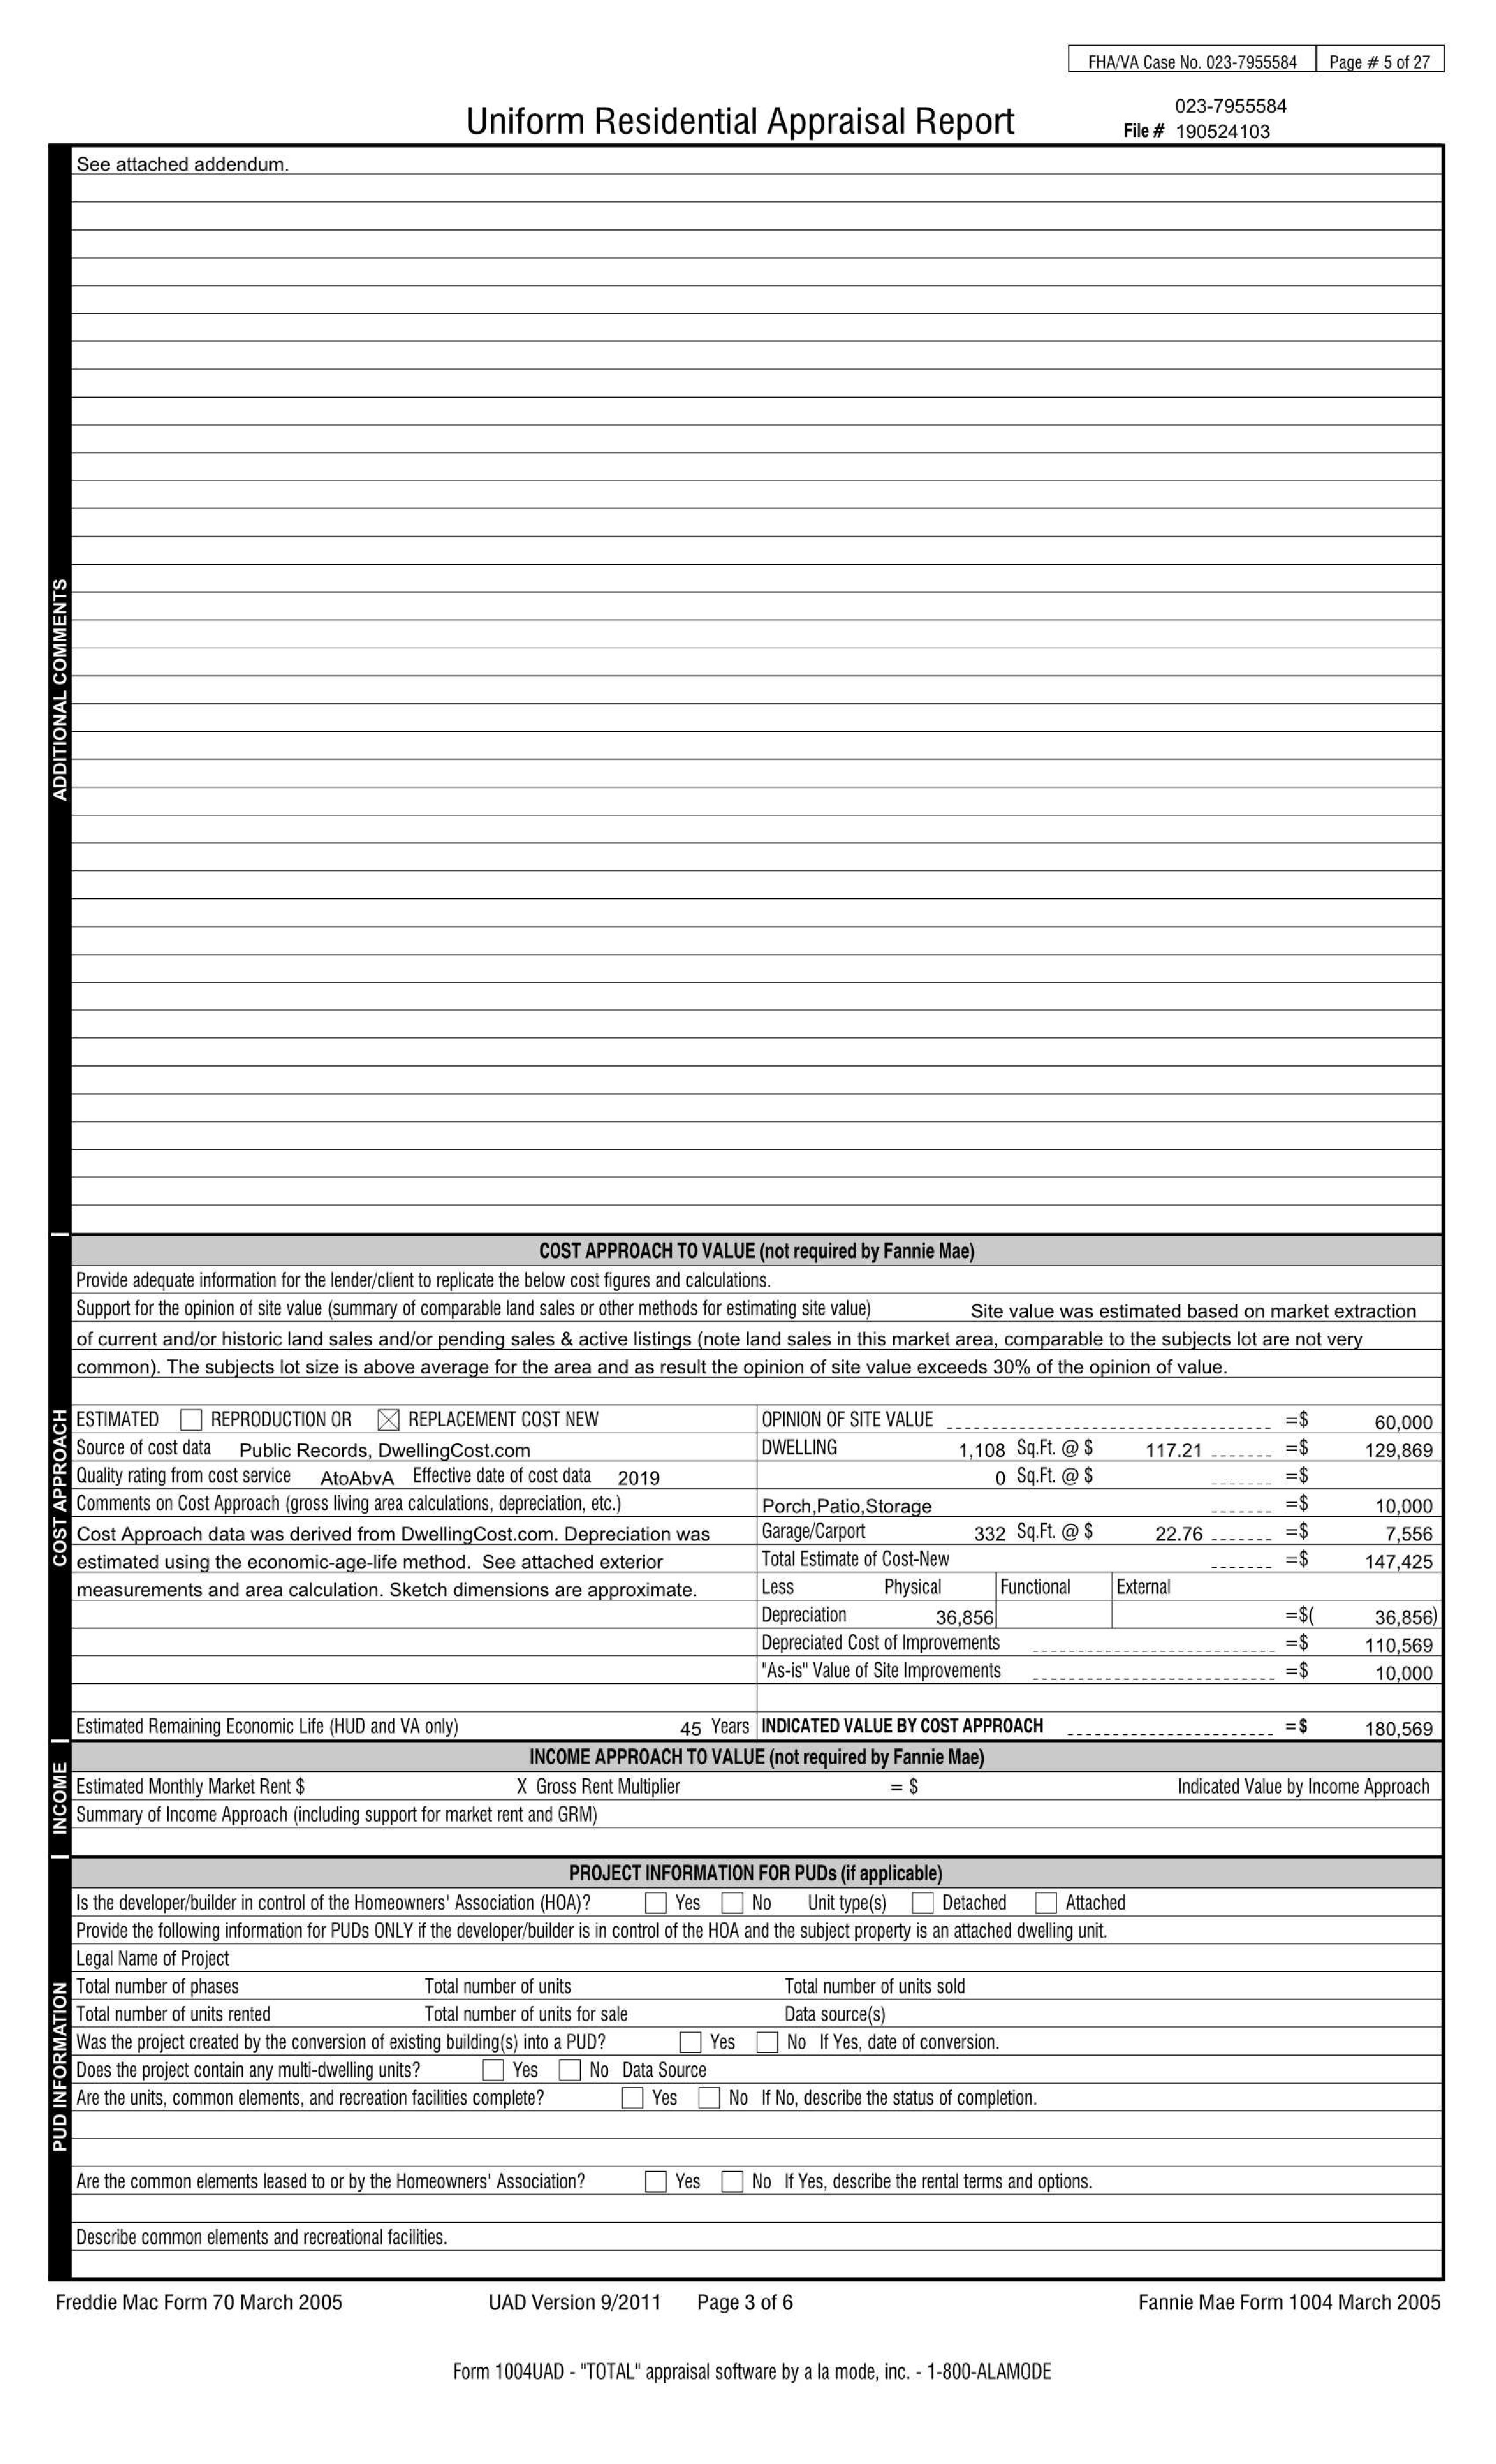 FHA/VA Case No. 023-7955584 Page # 5 of 27
023-7955584
Uniform Residential Appraisal Report File # 190524103
See attached addendum.
ADDITIONAL COMMENTS
COST APPROACH TO VALUE (not required by Fannie Mae)
Provide adequate information for the lender/client to replicate the below cost figures and calculations.
Support for the opinion of site value (summary of comparable land sales or other methods for estimating site value) Site value was estimated based on market extraction
of current and/or historic land sales and/or pending sales & active listings (note land sales in this market area, comparable to the subjects lot are not very
common). The subjects lot size is above average for the area and as result the opinion of site value exceeds 30% of the opinion of value.
COST APPROACH
ESTIMATED REPRODUCTION OR REPLACEMENT COST NEW OPINION OF SITE VALUE =$ 60,000
Source of cost data Public Records, DwellingCost.com DWELLING 1,108 Sq.Ft. @ $ 117.21 =$ 129,869
Quality rating from cost service AtoAbvA Effective date of cost data 2019 0 Sq.Ft. @ $ =$
Comments on Cost Approach (gross living area calculations, depreciation, etc.) Porch,Patio,Storage =$ 10,000
Cost Approach data was derived from DwellingCost.com. Depreciation was Garage/Carport 332 Sq.Ft. @ $ 22.76 =$ 7,556
estimated using the economic-age-life method. See attached exterior Total Estimate of Cost-New =$ 147,425
measurements and area calculation. Sketch dimensions are approximate. Less Physical Functional External
Depreciation 36,856 =$( 36,856)
Depreciated Cost of Improvements =$ 110,569
"As-is" Value of Site Improvements =$ 10,000
Estimated Remaining Economic Life (HUD and VA only) 45 Years INDICATED VALUE BY COST APPROACH =$ 180,569
INCOME
INCOME APPROACH TO VALUE (not required by Fannie Mae)
Estimated Monthly Market Rent $ X Gross Rent Multiplier = $ Indicated Value by Income Approach
Summary of Income Approach (including support for market rent and GRM)
PROJECT INFORMATION FOR PUDs (if applicable)
Is the developer/builder in control of the Homeowners' Association (HOA)? Yes No Unit type(s) Detached Attached
Provide the following information for PUDs ONLY if the developer/builder is in control of the HOA and the subject property is an attached dwelling unit.
Legal Name of Project
Total number of phases Total number of units Total number of units sold
Total number of units rented Total number of units for sale Data source(s)
Was the project created by the conversion of existing building(s) into a PUD? Yes No If Yes, date of conversion.
Does the project contain any multi-dwelling units? Yes No Data Source
Are the units, common elements, and recreation facilities complete? Yes No If No, describe the status of completion.
PUD INFORMATION
Are the common elements leased to or by the Homeowners' Association? Yes No If Yes, describe the rental terms and options.
Describe common elements and recreational facilities.
Freddie Mac Form 70 March 2005 UAD Version 9/2011 Page 3 of 6 Fannie Mae Form 1004 March 2005
Form 1004UAD - "TOTAL" appraisal software by a la mode, inc. - 1-800-ALAMODE